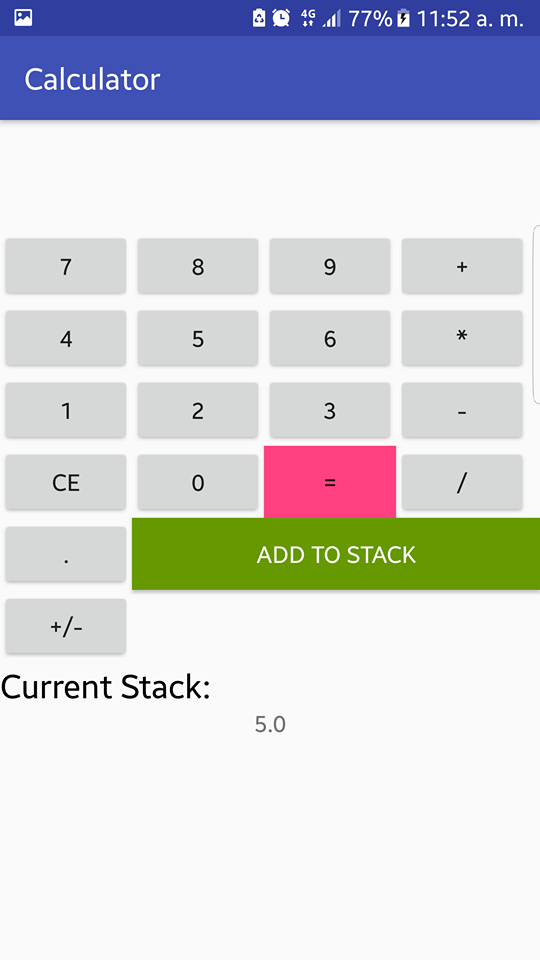 4G 77% 11:52 a. m.
Calculator
7 8 9 +
4 5 6 *
1 2 3 -
CE 0 = /
. ADD TO STACK
+/-
Current Stack:
5.0